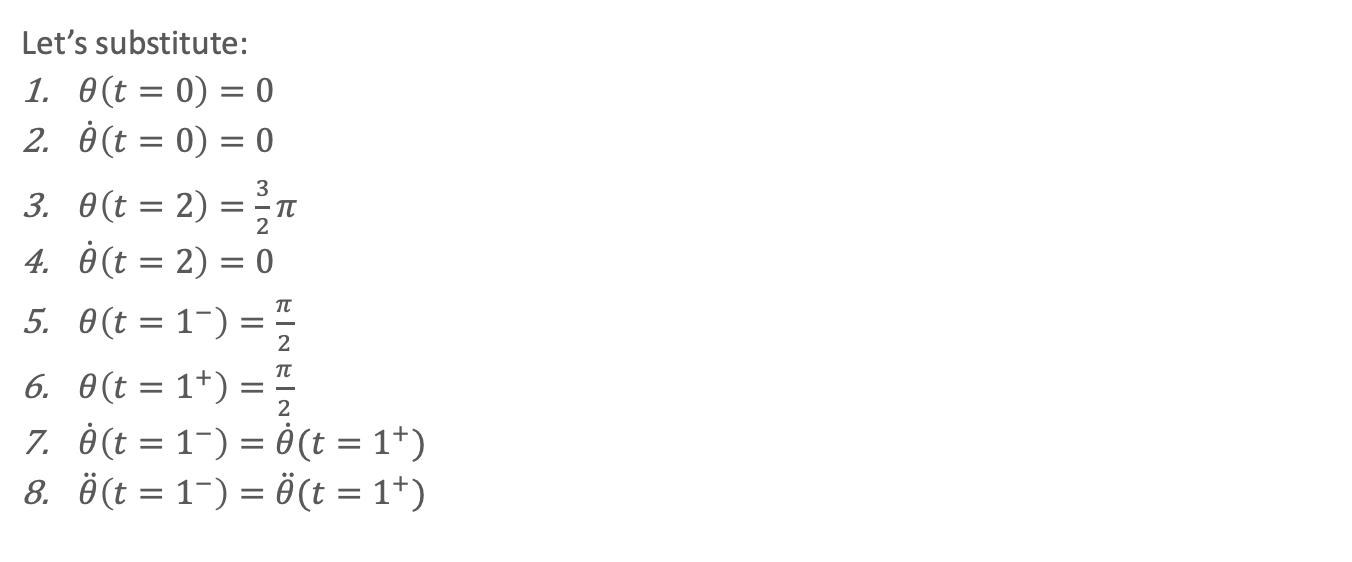 Let's substitute:
1. θ(t = 0) = 0
2. θ̇(t = 0) = 0
3. θ(t = 2) = 3/2 π
4. θ̇(t = 2) = 0
5. θ(t = 1⁻) = π/2
6. θ(t = 1⁺) = π/2
7. θ̇(t = 1⁻) = θ̇(t = 1⁺)
8. θ̈(t = 1⁻) = θ̈(t = 1⁺)